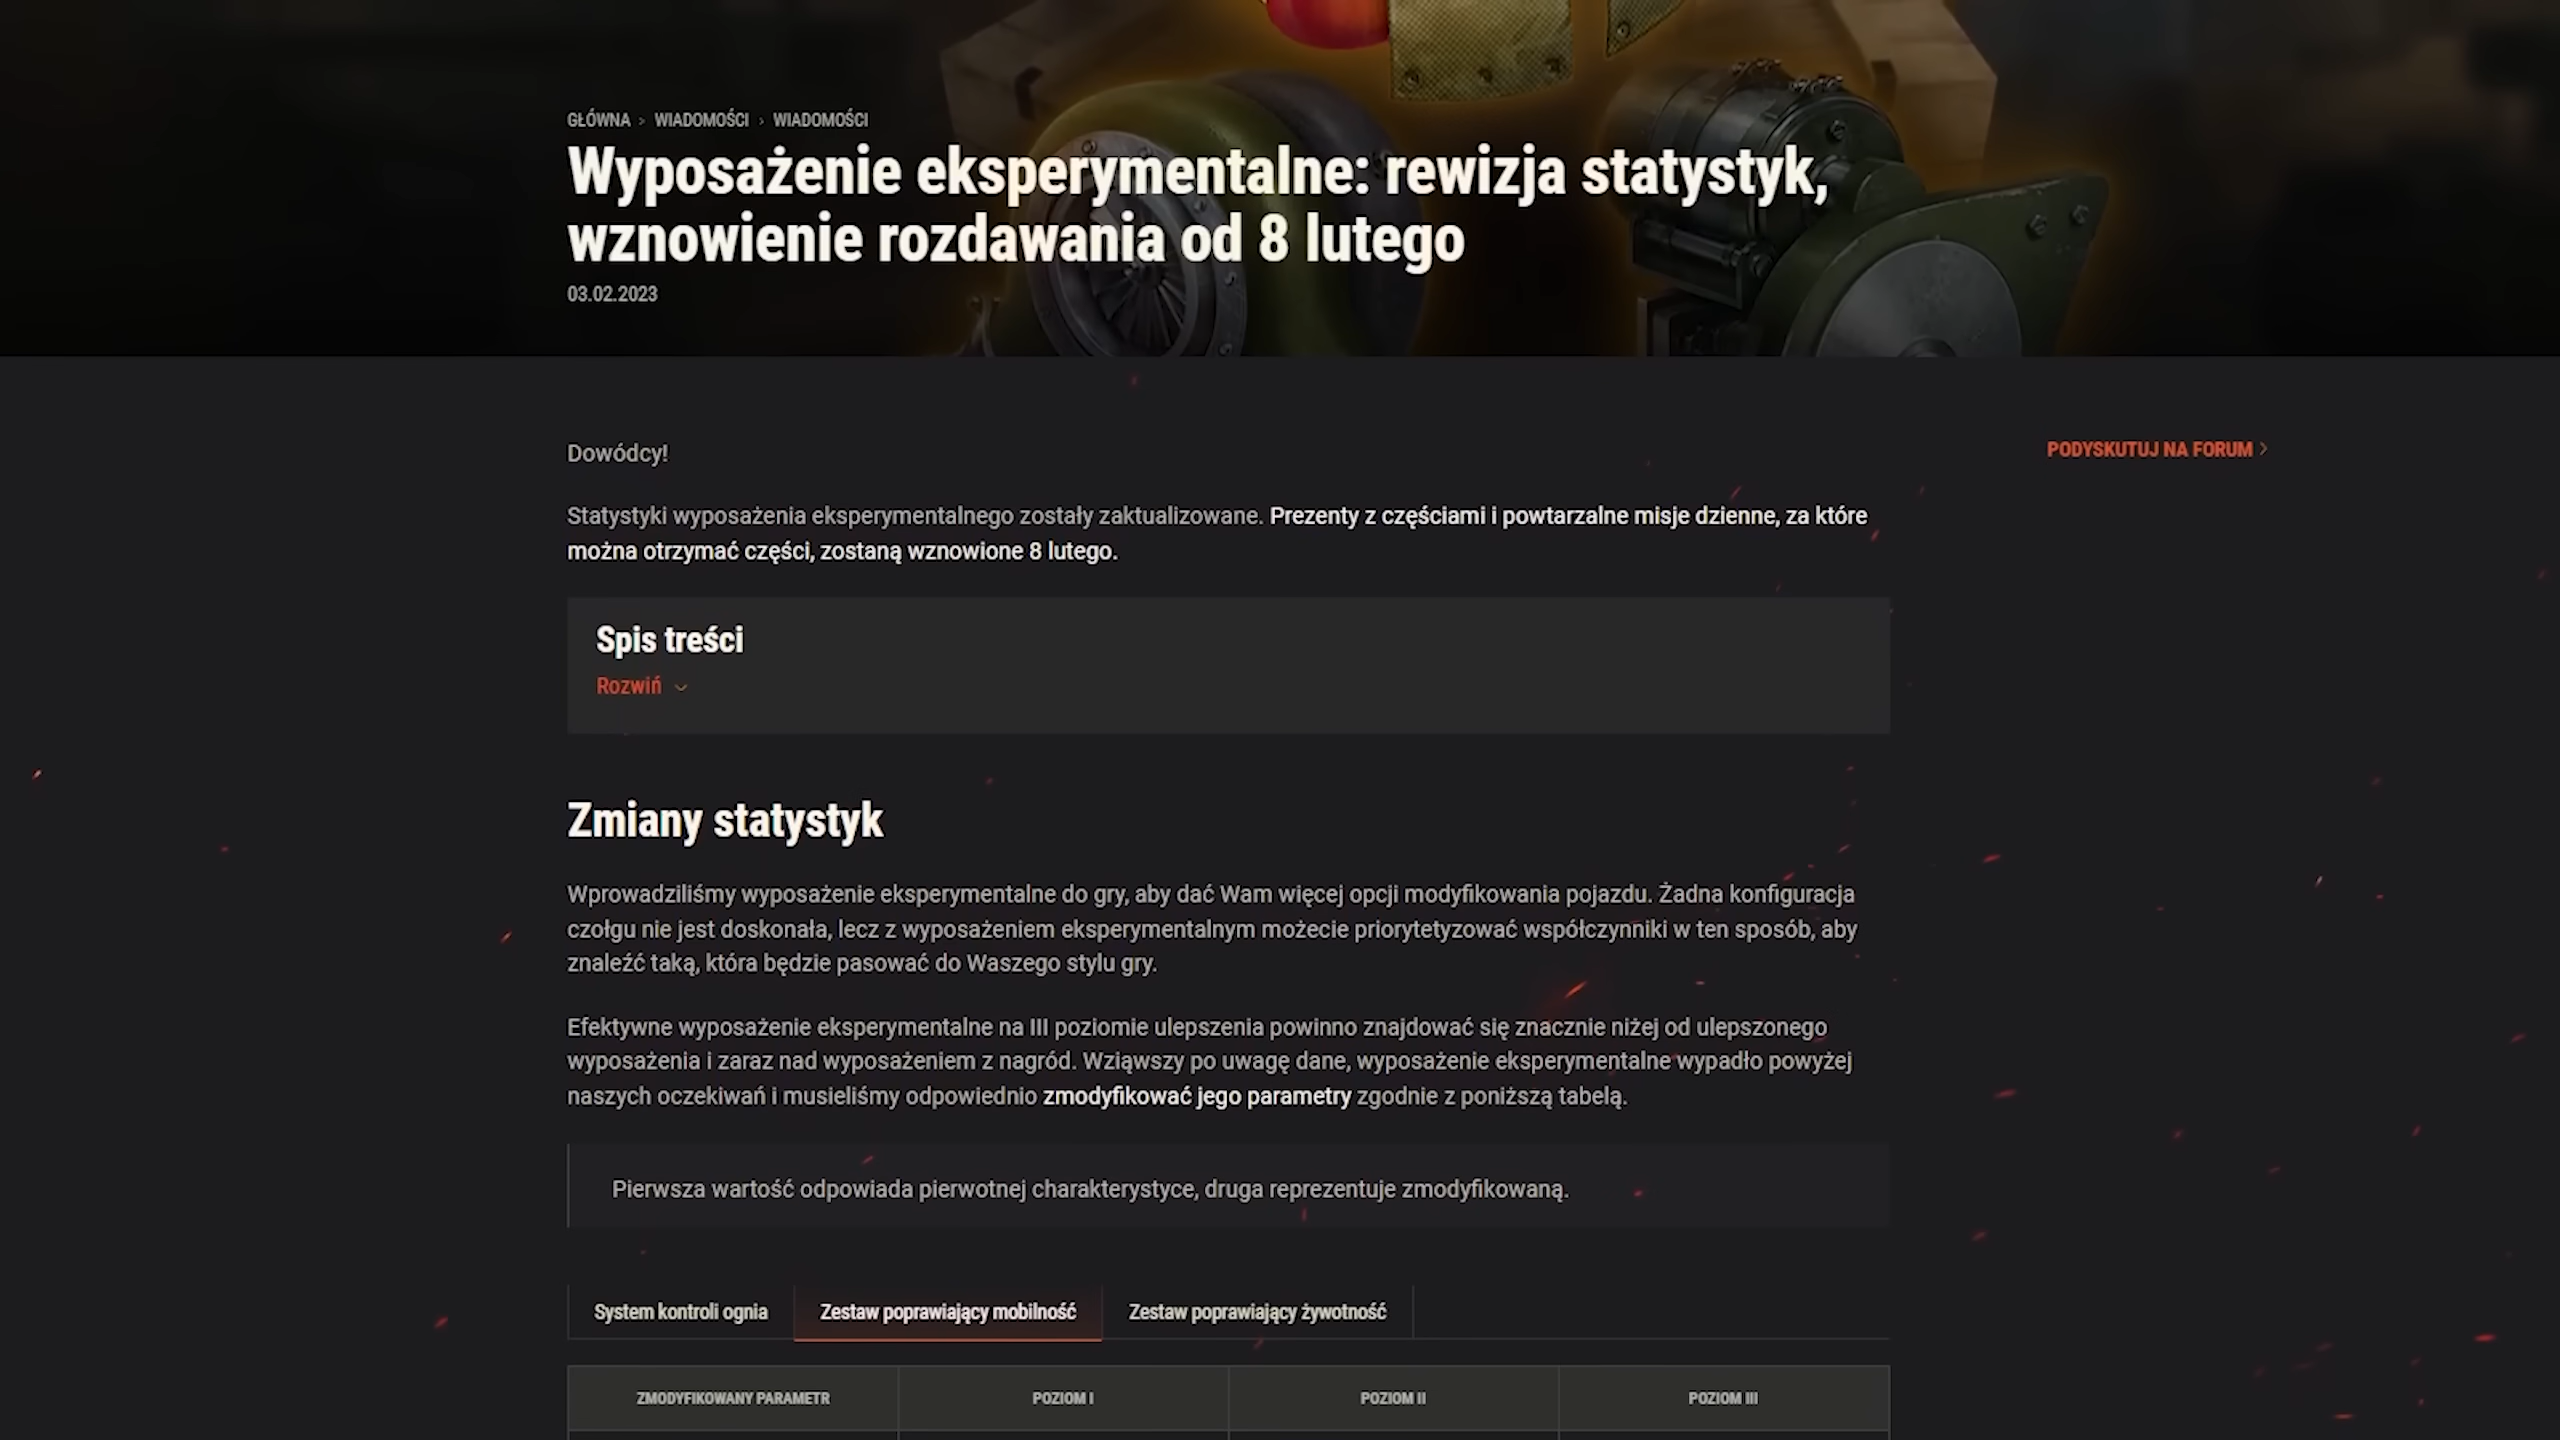 GŁÓWNA > WIADOMOŚCI > WIADOMOŚCI
Wyposażenie eksperymentalne: rewizja statystyk,
wznowienie rozdawania od 8 lutego
03.02.2023
Dowódcy!
PODYSKUTUJ NA FORUM >
Statystyki wyposażenia eksperymentalnego zostały zaktualizowane. Prezenty z częściami i powtarzalne misje dzienne, za które
można otrzymać części, zostaną wznowione 8 lutego.
Spis treści
Rozwiń
Zmiany statystyk
Wprowadziliśmy wyposażenie eksperymentalne do gry, aby dać Wam więcej opcji modyfikowania pojazdu. Żadna konfiguracja
czołgu nie jest doskonała, lecz z wyposażeniem eksperymentalnym możecie priorytetyzować współczynniki w ten sposób, aby
znaleźć taką, która będzie pasować do Waszego stylu gry.
Efektywne wyposażenie eksperymentalne na III poziomie ulepszenia powinno znajdować się znacznie niżej od ulepszonego
wyposażenia i zaraz nad wyposażeniem z nagród. Wziąwszy po uwagę dane, wyposażenie eksperymentalne wypadło powyżej
naszych oczekiwań i musieliśmy odpowiednio zmodyfikować jego parametry zgodnie z poniższą tabelą.
Pierwsza wartość odpowiada pierwotnej charakterystyce, druga reprezentuje zmodyfikowaną.
System kontroli ognia
Zestaw poprawiający mobilność
Zestaw poprawiający żywotność
ZMODYFIKOWANY PARAMETR
POZIOM I
POZIOM II
POZIOM III